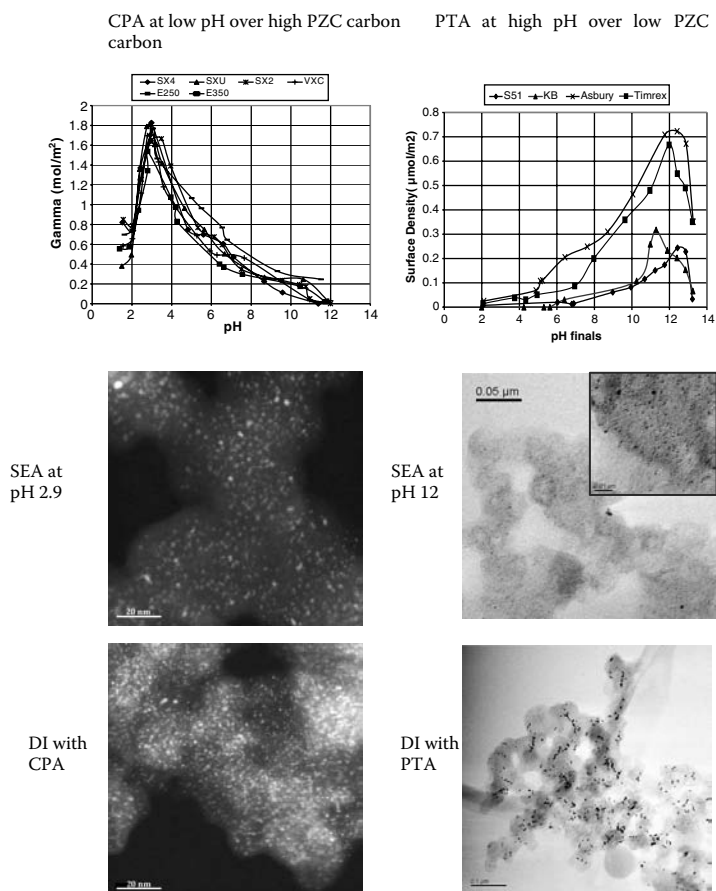 CPA at low pH over high PZC carbon
carbon
PTA at high pH over low PZC
SX4 SXU SX2 VXC
E250 E350
2
1.8
1.6
1.4
1.2
1
0.8
0.6
0.4
0.2
0
Gamma (mol/m²)
0 2 4 6 8 10 12 14
pH
S51 KB Asbury Timrex
0.8
0.7
0.6
0.5
0.4
0.3
0.2
0.1
0
Surface Density( µmol/m2)
0 2 4 6 8 10 12 14
pH finals
SEA at
pH 2.9
20 nm
SEA at
pH 12
0.05 µm
DI with
CPA
20 nm
DI with
PTA
0.1 µm